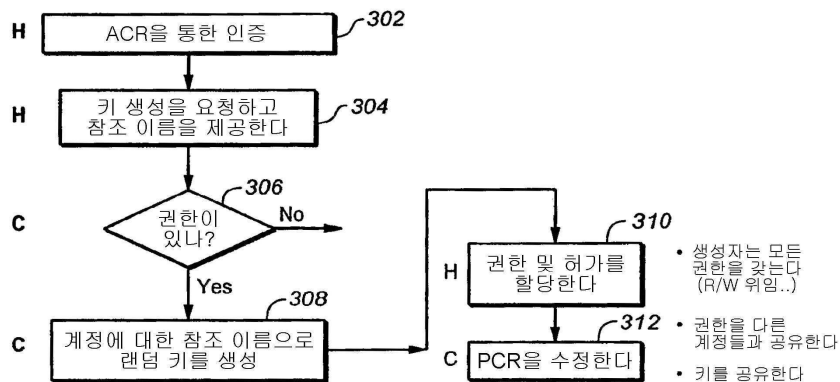 H
ACR을 통한 인증
302
H
키 생성을 요청하고
참조 이름을 제공한다
304
C
권한이
있나?
306
No
Yes
C
계정에 대한 참조 이름으로
랜덤 키를 생성
308
H
권한 및 허가를
할당한다
310
C
PCR을 수정한다
312
• 생성자는 모든
권한을 갖는다
(R/W 위임..)
• 권한을 다른
계정들과 공유한다
• 키를 공유한다